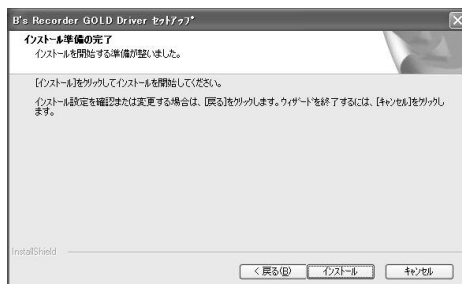 B's Recorder GOLD Driver ｾｯﾄｱｯﾌﾟ
ｲﾝｽﾄｰﾙ準備の完了
ｲﾝｽﾄｰﾙを開始する準備が整いました。
[ｲﾝｽﾄｰﾙ]をｸﾘｯｸしてｲﾝｽﾄｰﾙを開始してください。
ｲﾝｽﾄｰﾙ設定を確認または変更する場合は、[戻る]をｸﾘｯｸします。ｳｨｻﾞｰﾄﾞを終了するには、[ｷｬﾝｾﾙ]をｸﾘｯｸし
ます。
InstallShield
< 戻る(B) ｲﾝｽﾄｰﾙ ｷｬﾝｾﾙ